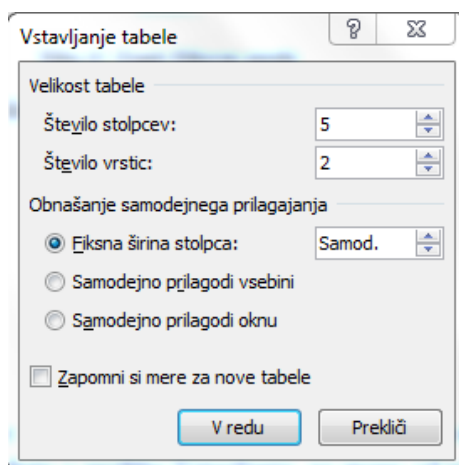 Vstavljanje tabele
Velikost tabele
Število stolpcev: 5
Število vrstic: 2
Obnašanje samodejnega prilagajanja
Fiksna širina stolpca: Samod.
Samodejno prilagodi vsebini
Samodejno prilagodi oknu
Zapomni si mere za nove tabele
V redu Prekliči